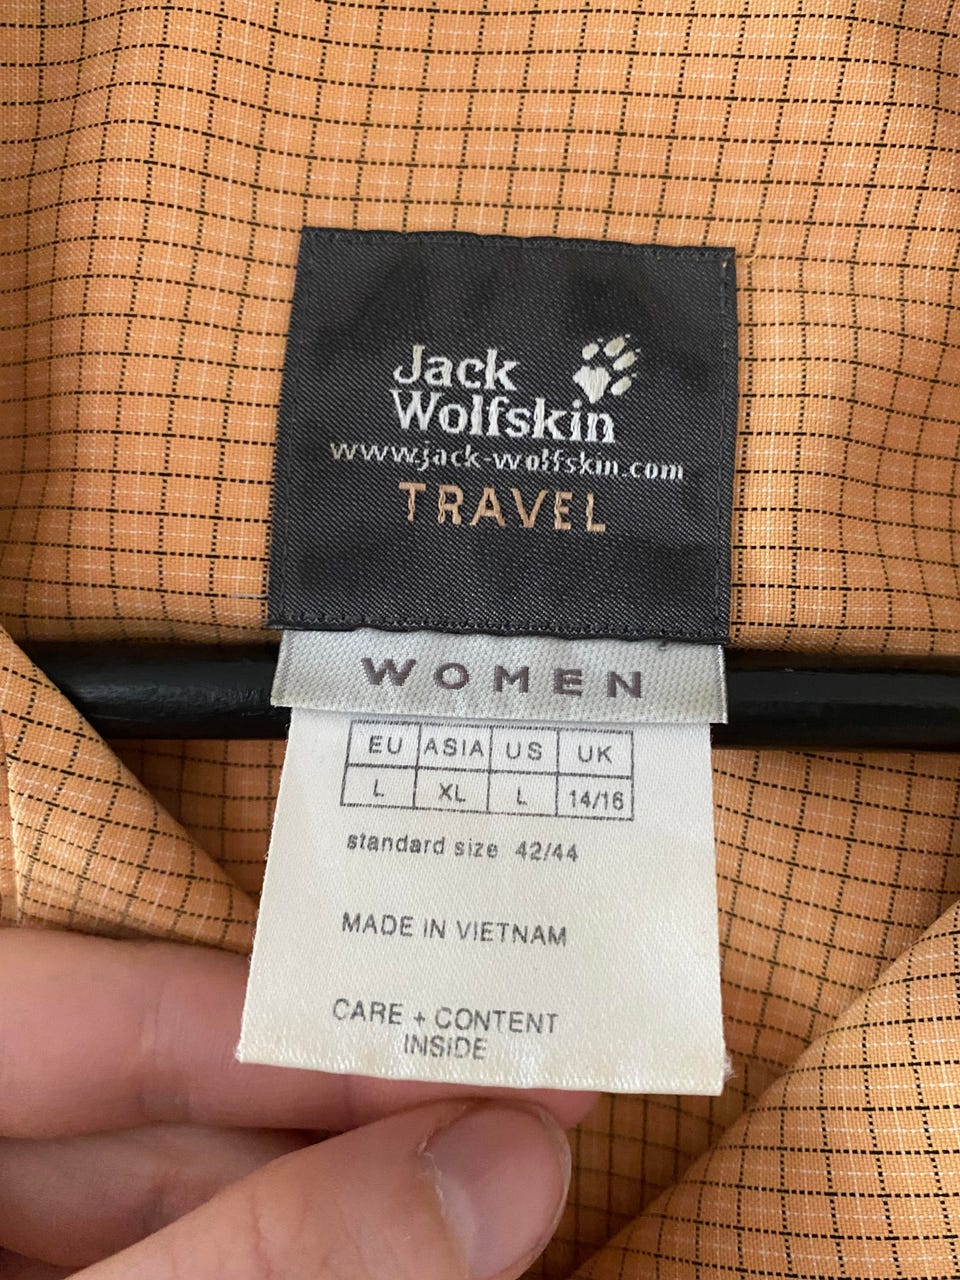 Jack
Wolfskin
www.jack-wolfskin.com
TRAVEL
WOMEN
EU ASIA US UK
L XL L 14/16
standard size 42/44
MADE IN VIETNAM
CARE + CONTENT
INSIDE